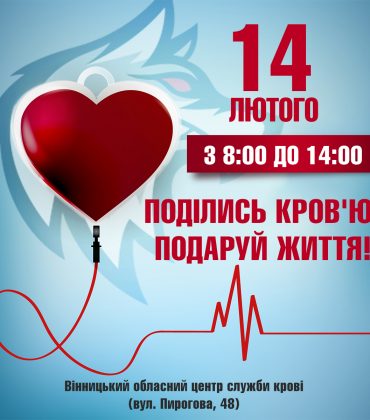 14
ЛЮТОГО
З 8:00 ДО 14:00
ПОДІЛИСЬ КРОВ'Ю
ПОДАРУЙ ЖИТТЯ!
Вінницький обласний центр служби крові
(вул. Пирогова, 48)